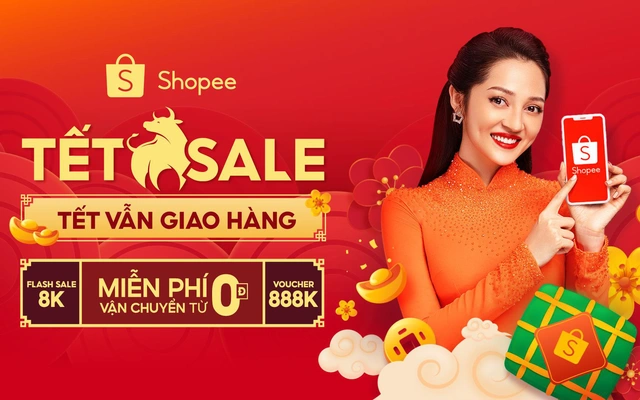 Shopee
TẾT SALE
TẾT VẪN GIAO HÀNG
FLASH SALE
8K
MIỄN PHÍ
VẬN CHUYỂN TỪ 0Đ
VOUCHER
888K
S
Shopee
S